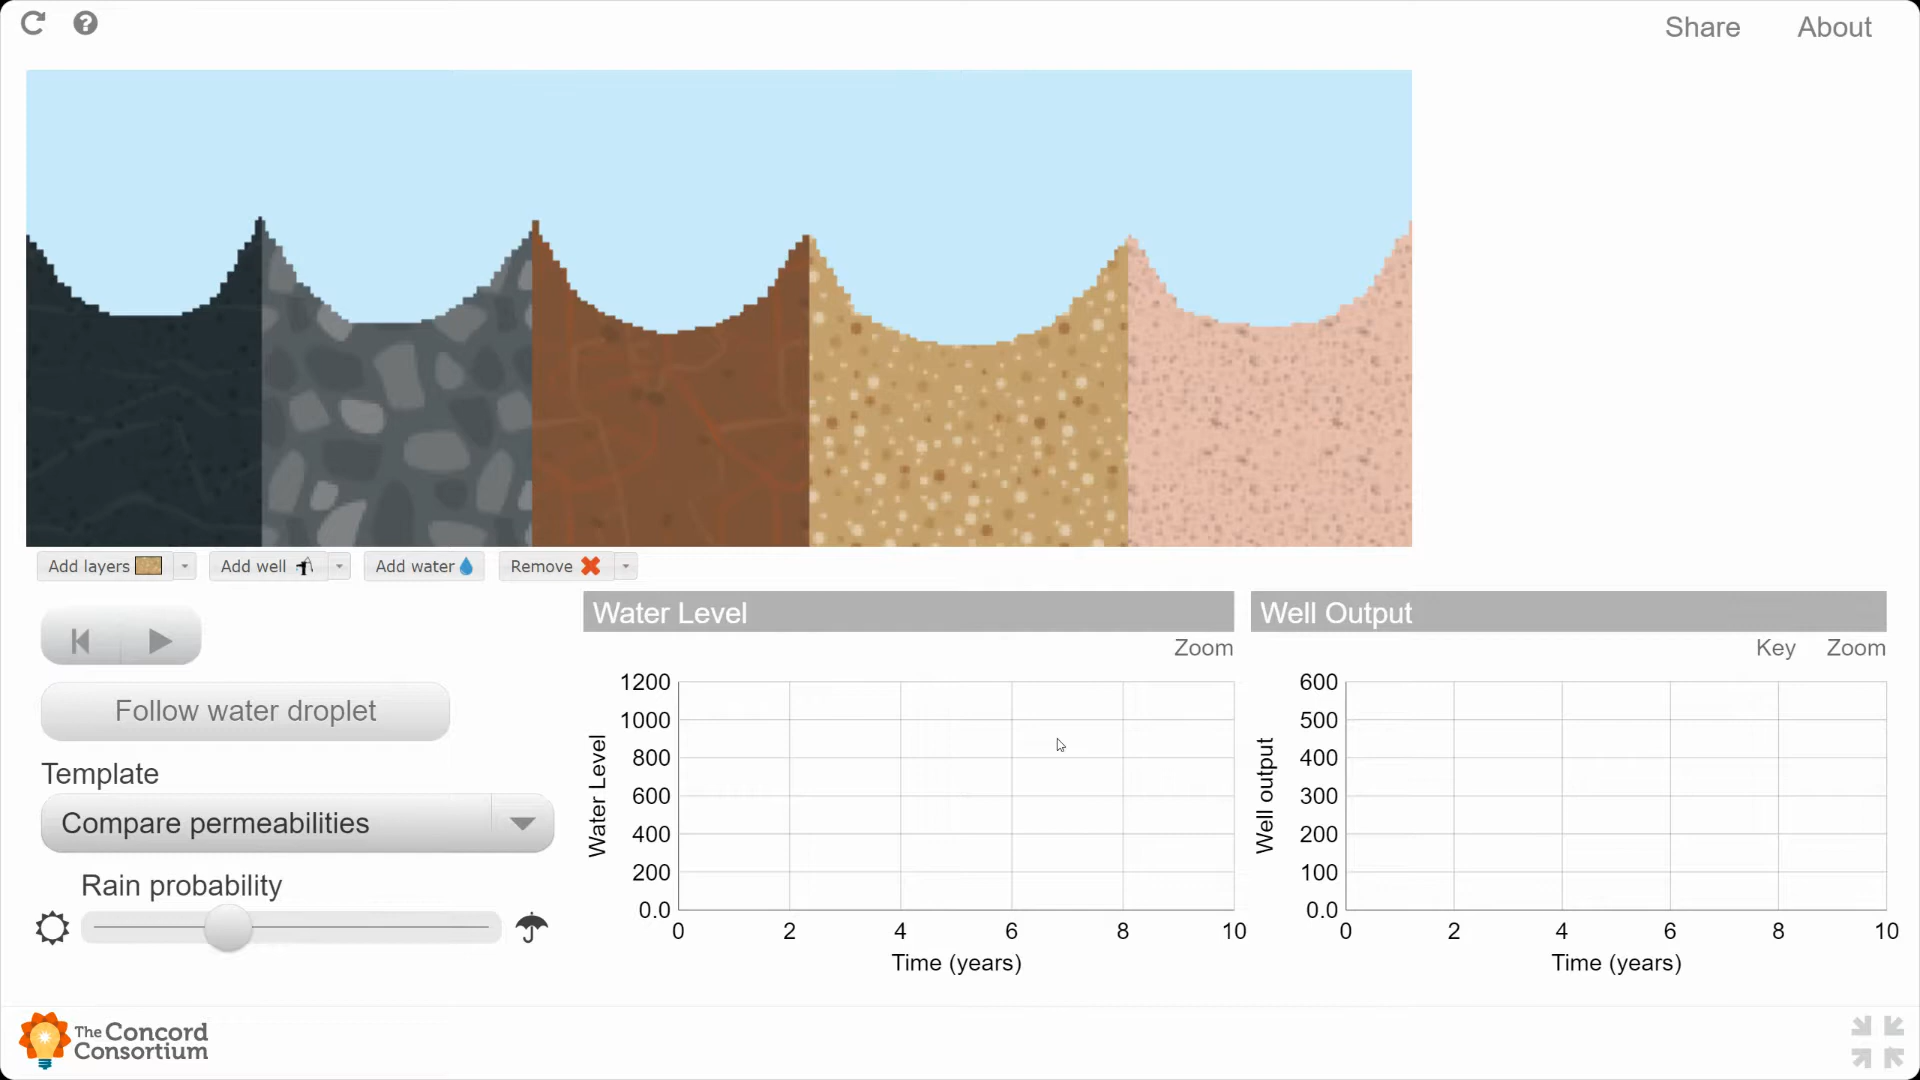 Share About
Add layers Add well Add water Remove
Follow water droplet
Template
Compare permeabilities
Rain probability
Water Level
Zoom
Water Level
1200
1000
800
600
400
200
0.0
0 2 4 6 8 10
Time (years)
Well Output
Key Zoom
Well output
600
500
400
300
200
100
0.0
0 2 4 6 8 10
Time (years)
The Concord
Consortium